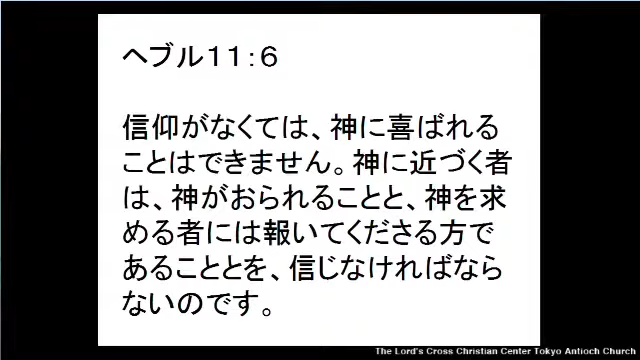 ヘブル１１：６
信仰がなくては、神に喜ばれる
ことはできません。神に近づく者
は、神がおられることと、神を求
める者には報いてくださる方で
あることとを、信じなければなら
ないのです。
The Lord's Cross Christian Center Tokyo Antioch Church